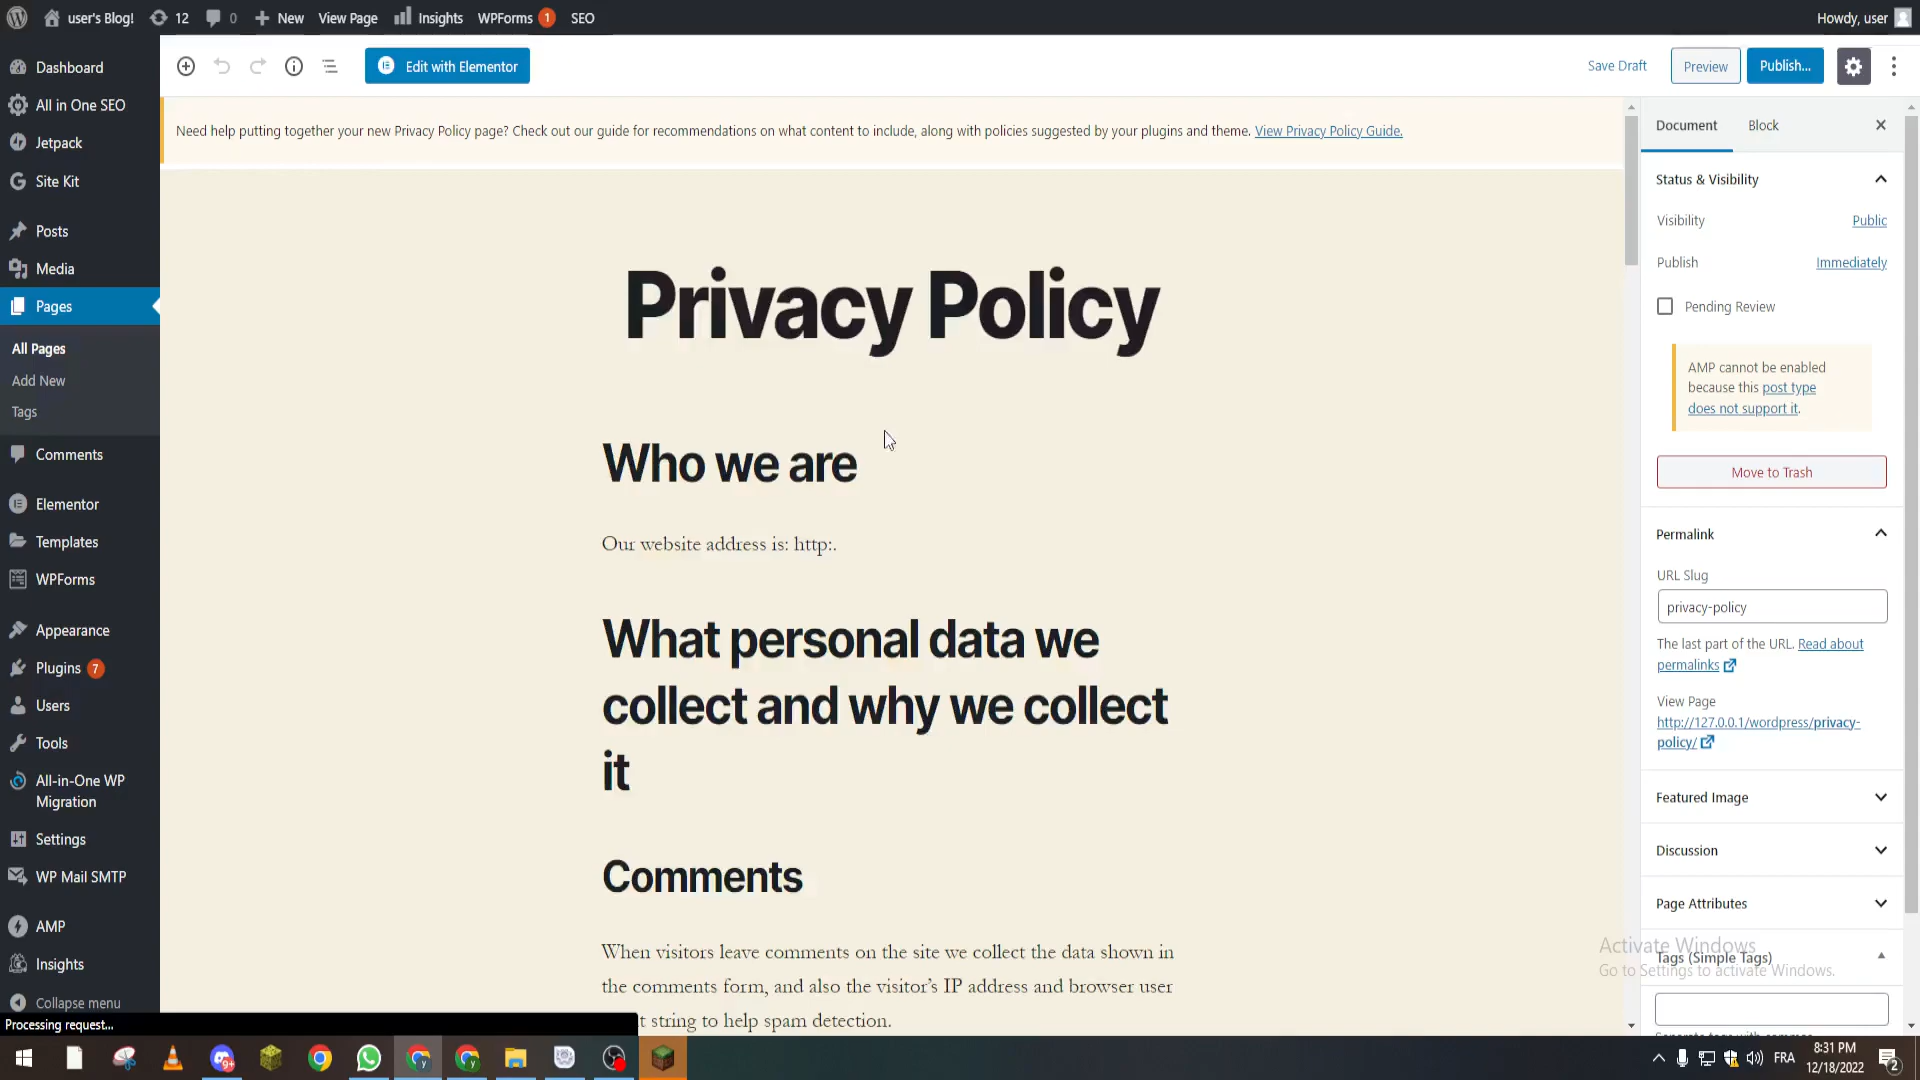 user's Blog! 12 0 New View Page Insights WPForms 1 SEO Howdy, user
Edit with Elementor Save Draft Preview Publish...
Dashboard
All in One SEO
Jetpack
Site Kit
Posts
Media
Pages
All Pages
Add New
Tags
Comments
Elementor
Templates
WPForms
Appearance
Plugins 7
Users
Tools
All-in-One WP
Migration
Settings
WP Mail SMTP
AMP
Insights
Collapse menu
Processing request...
Need help putting together your new Privacy Policy page? Check out our guide for recommendations on what content to include, along with policies suggested by your plugins and theme. View Privacy Policy Guide.
Privacy Policy
Who we are
Our website address is: http:.
What personal data we
collect and why we collect
it
Comments
When visitors leave comments on the site we collect the data shown in
the comments form, and also the visitor's IP address and browser user
string to help spam detection.
Document Block
Status & Visibility
Visibility Public
Publish Immediately
Pending Review
AMP cannot be enabled
because this post type
does not support it.
Move to Trash
Permalink
URL Slug
privacy-policy
The last part of the URL. Read about
permalinks
View Page
http://127.0.0.1/wordpress/privacy-
policy/
Featured Image
Discussion
Page Attributes
Activate Windows
Tags (Simple Tags)
Go to Settings to activate Windows.
9+
FRA
8:31 PM
12/18/2022
2